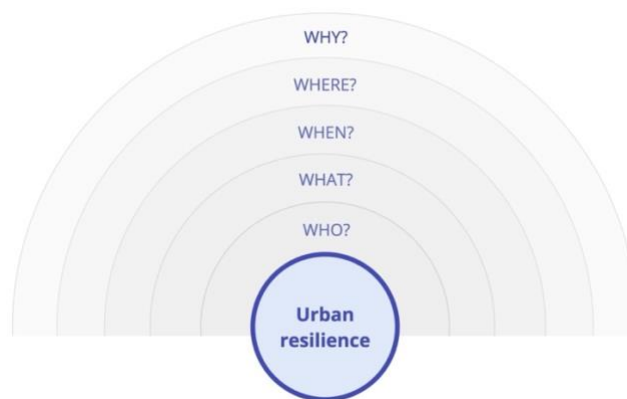 WHY?
WHERE?
WHEN?
WHAT?
WHO?
Urban
resilience